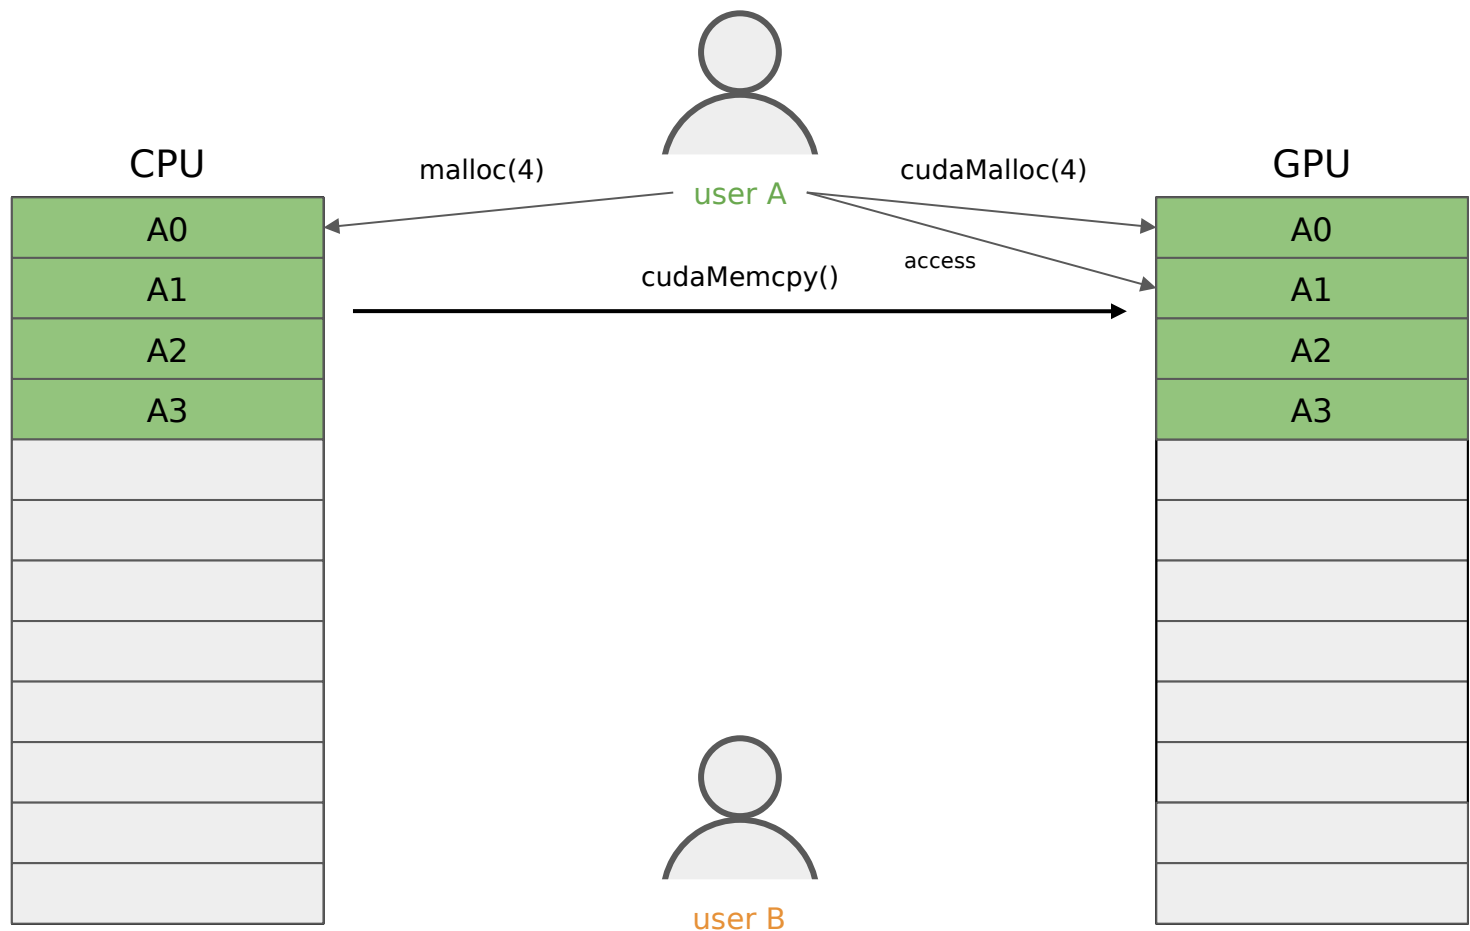 CPU
malloc(4)
user A
cudaMalloc(4)
GPU
access
cudaMemcpy()
A0
A1
A2
A3
A0
A1
A2
A3
user B